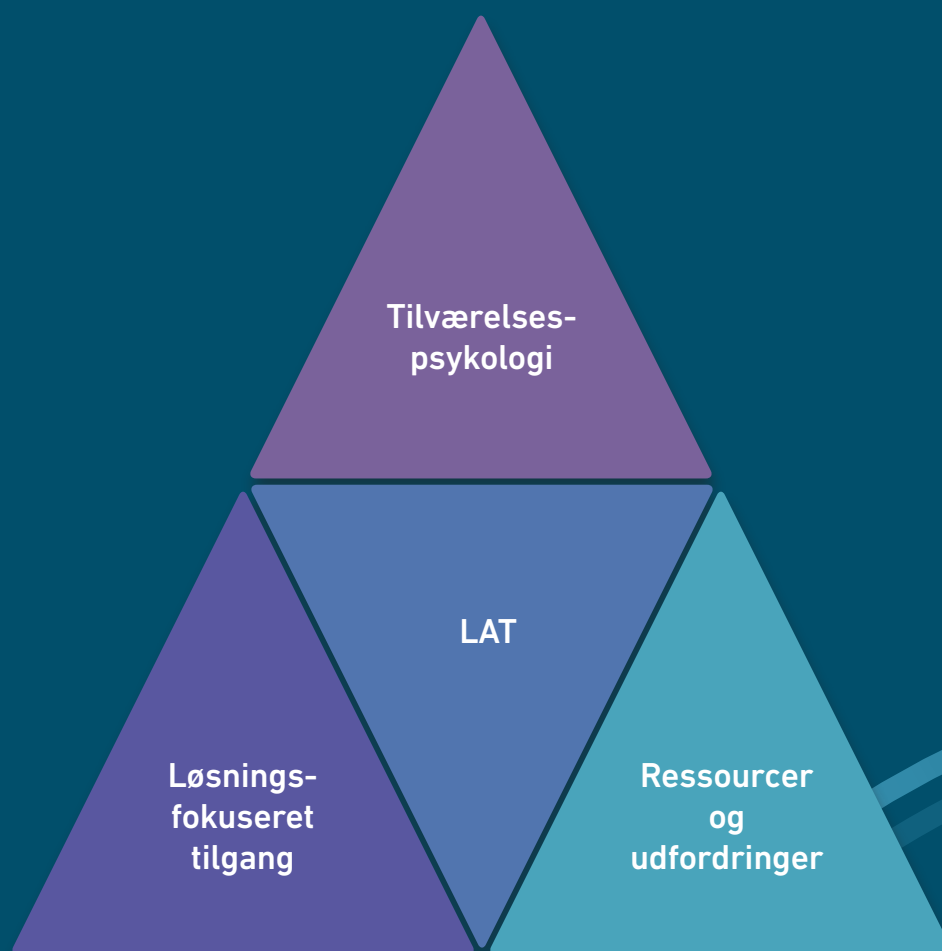 Tilværelses-
psykologi
LAT
Løsnings-
fokuseret
tilgang
Ressourcer
og
udfordringer